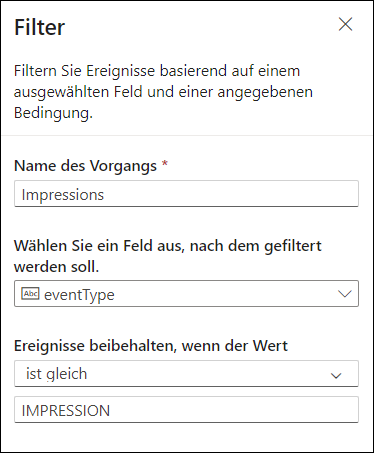 Filter
Filtern Sie Ereignisse basierend auf einem
ausgewählten Feld und einer angegebenen
Bedingung.
Name des Vorgangs *
Impressions
Wählen Sie ein Feld aus, nach dem gefiltert
werden soll.
Abc eventType
Ereignisse beibehalten, wenn der Wert
ist gleich
IMPRESSION